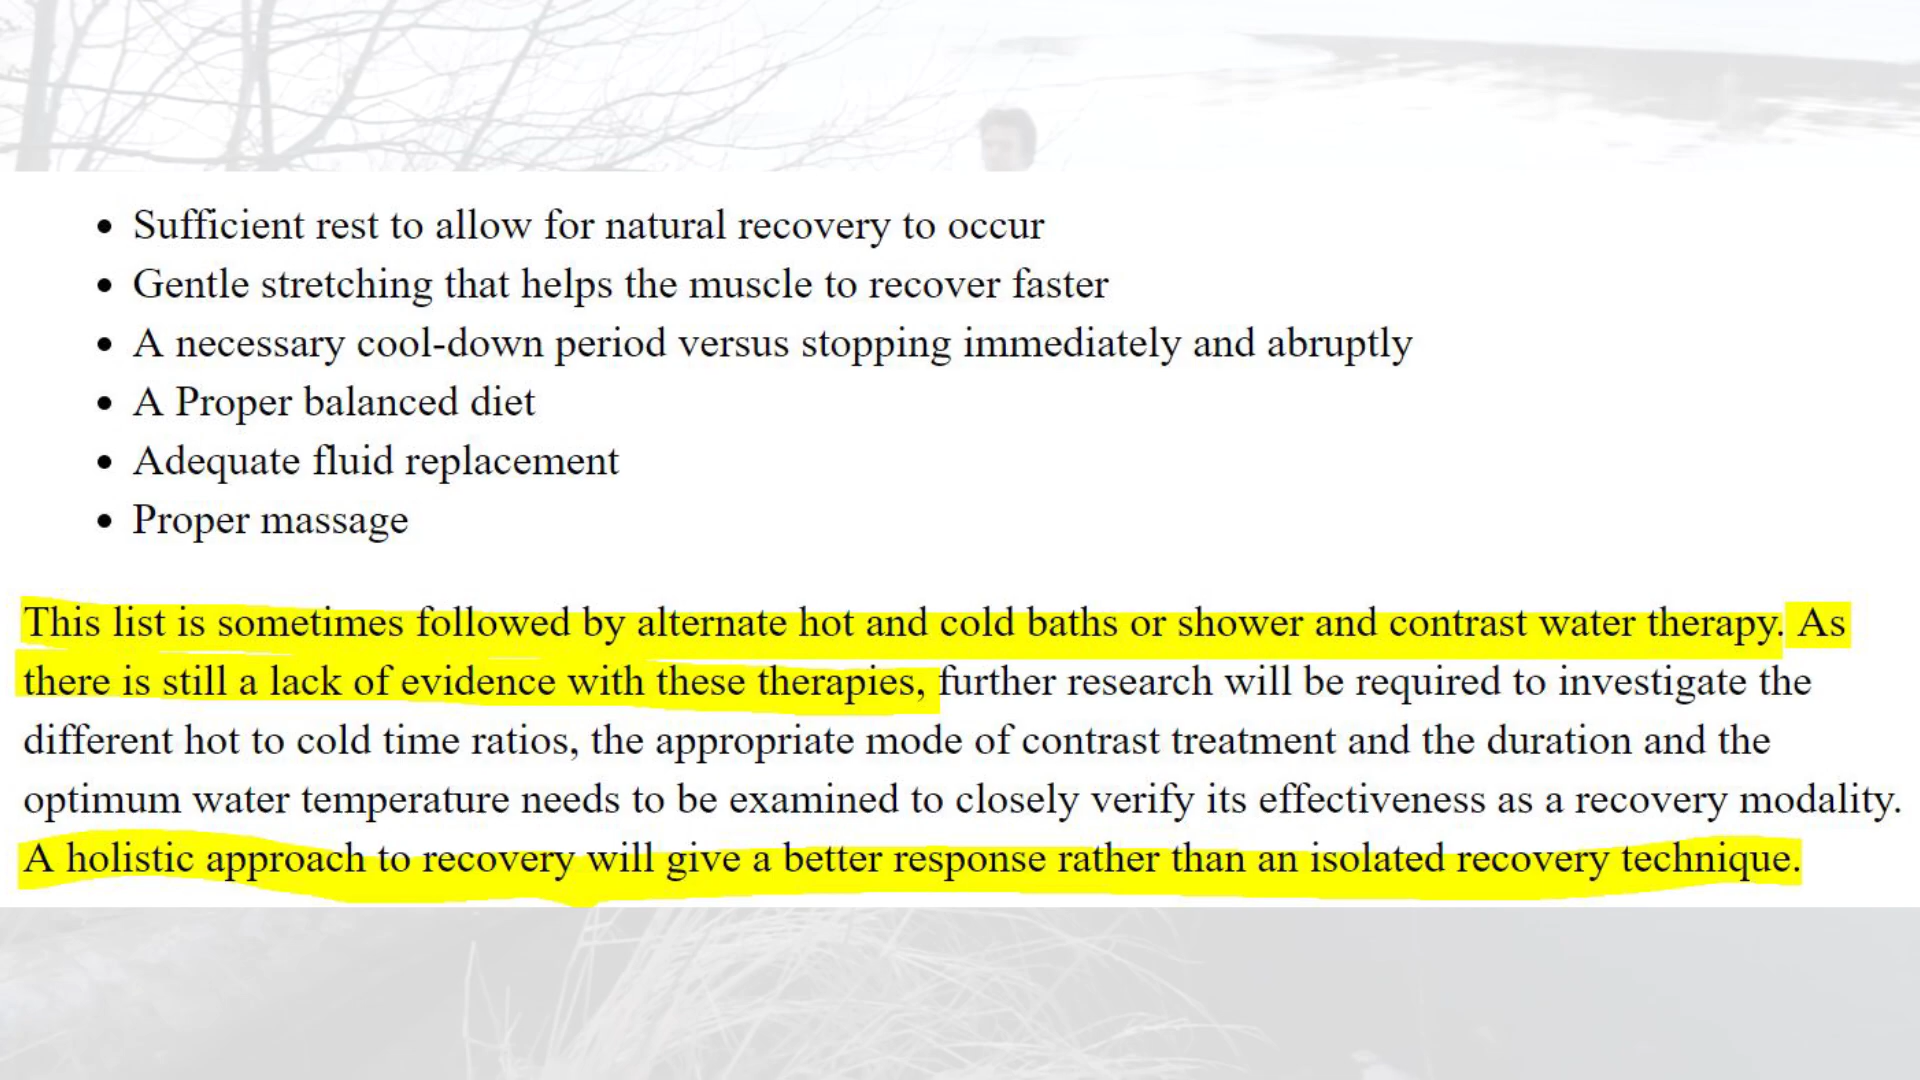 • Sufficient rest to allow for natural recovery to occur
• Gentle stretching that helps the muscle to recover faster
• A necessary cool-down period versus stopping immediately and abruptly
• A Proper balanced diet
• Adequate fluid replacement
• Proper massage
This list is sometimes followed by alternate hot and cold baths or shower and contrast water therapy. As
there is still a lack of evidence with these therapies, further research will be required to investigate the
different hot to cold time ratios, the appropriate mode of contrast treatment and the duration and the
optimum water temperature needs to be examined to closely verify its effectiveness as a recovery modality.
A holistic approach to recovery will give a better response rather than an isolated recovery technique.